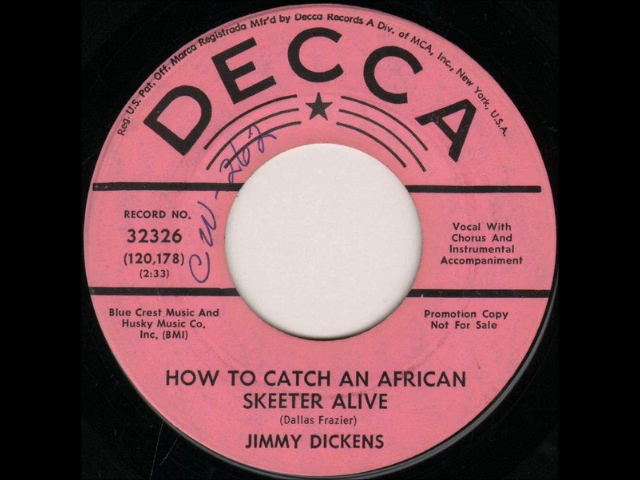 Reg. U.S. Pat. Off. Marca Registrada Mfr'd by Decca Records A Div. of MCA, Inc., New York, U.S.A.
DECCA
CW-262
RECORD NO.
32326
(120,178)
(2:33)
Vocal With
Chorus And
Instrumental
Accompaniment
Blue Crest Music And
Husky Music Co.
Inc, (BMI)
Promotion Copy
Not For Sale
HOW TO CATCH AN AFRICAN
SKEETER ALIVE
(Dallas Frazier)
JIMMY DICKENS